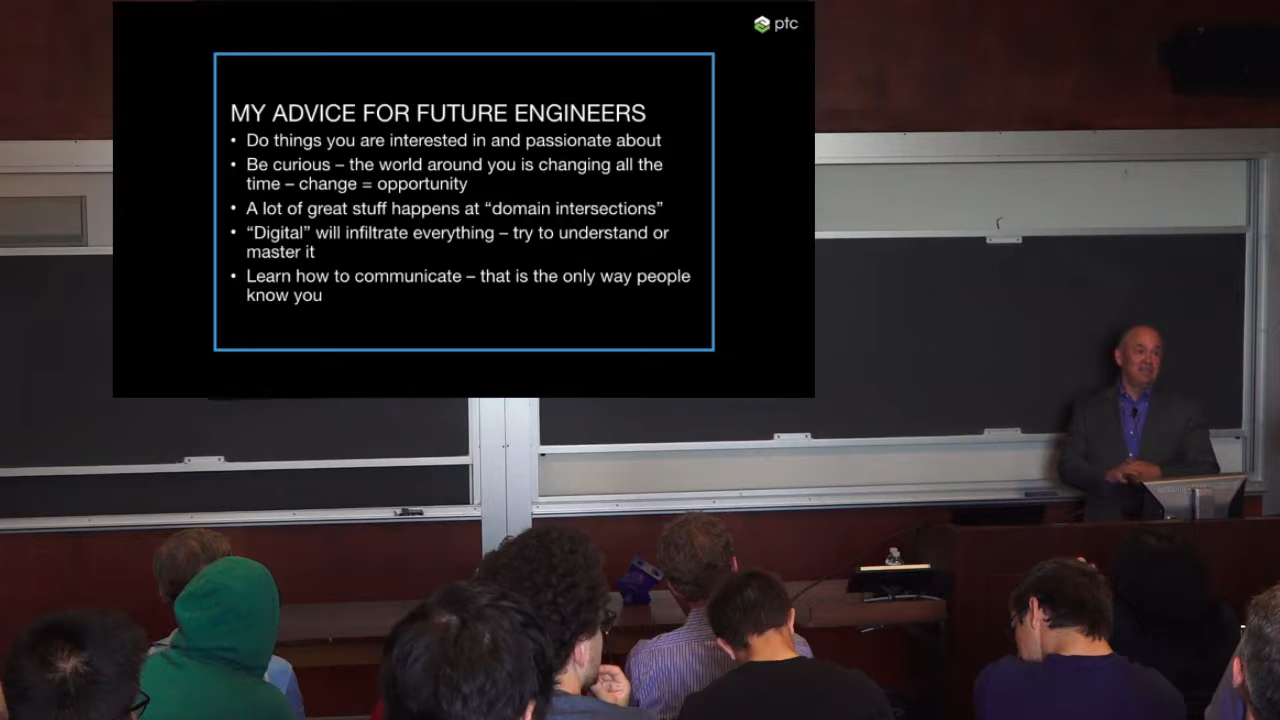 ptc
MY ADVICE FOR FUTURE ENGINEERS
• Do things you are interested in and passionate about
• Be curious – the world around you is changing all the
time – change = opportunity
• A lot of great stuff happens at “domain intersections”
• “Digital” will infiltrate everything – try to understand or
master it
• Learn how to communicate – that is the only way people
know you